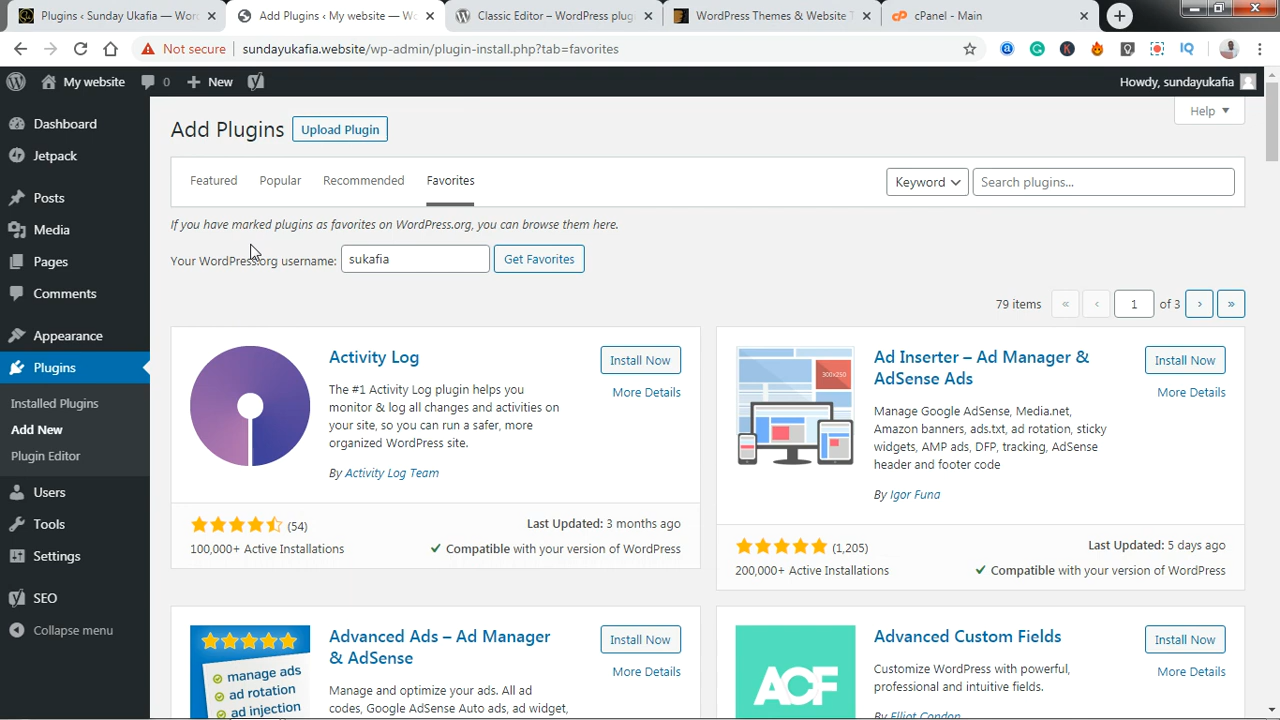 Plugins ‹ Sunday Ukafia — Wor
Add Plugins ‹ My website — Wo
Classic Editor – WordPress plugi
WordPress Themes & Website T
cPanel - Main
Not secure
sundayukafia.website/wp-admin/plugin-install.php?tab=favorites
My website
0
New
Howdy, sundayukafia
Dashboard
Jetpack
Posts
Media
Pages
Comments
Appearance
Plugins
Installed Plugins
Add New
Plugin Editor
Users
Tools
Settings
SEO
Collapse menu
Help
Add Plugins
Upload Plugin
Featured
Popular
Recommended
Favorites
Keyword
Search plugins...
If you have marked plugins as favorites on WordPress.org, you can browse them here.
Your WordPress.org username:
sukafia
Get Favorites
79 items
«
‹
1
of 3
›
»
Activity Log
Install Now
More Details
The #1 Activity Log plugin helps you
monitor & log all changes and activities on
your site, so you can run a safer, more
organized WordPress site.
By Activity Log Team
(54)
100,000+ Active Installations
Last Updated: 3 months ago
Compatible with your version of WordPress
300x250
Ad Inserter – Ad Manager &
AdSense Ads
Install Now
More Details
Manage Google AdSense, Media.net,
Amazon banners, ads.txt, ad rotation, sticky
widgets, AMP ads, DFP, tracking, AdSense
header and footer code
By Igor Funa
(1,205)
200,000+ Active Installations
Last Updated: 5 days ago
Compatible with your version of WordPress
manage ads
ad rotation
ad injection
Advanced Ads – Ad Manager
& AdSense
Install Now
More Details
Manage and optimize your ads. All ad
codes, Google AdSense Auto ads, ad widget,
ACF
Advanced Custom Fields
Install Now
More Details
Customize WordPress with powerful,
professional and intuitive fields.
By Elliot Condon